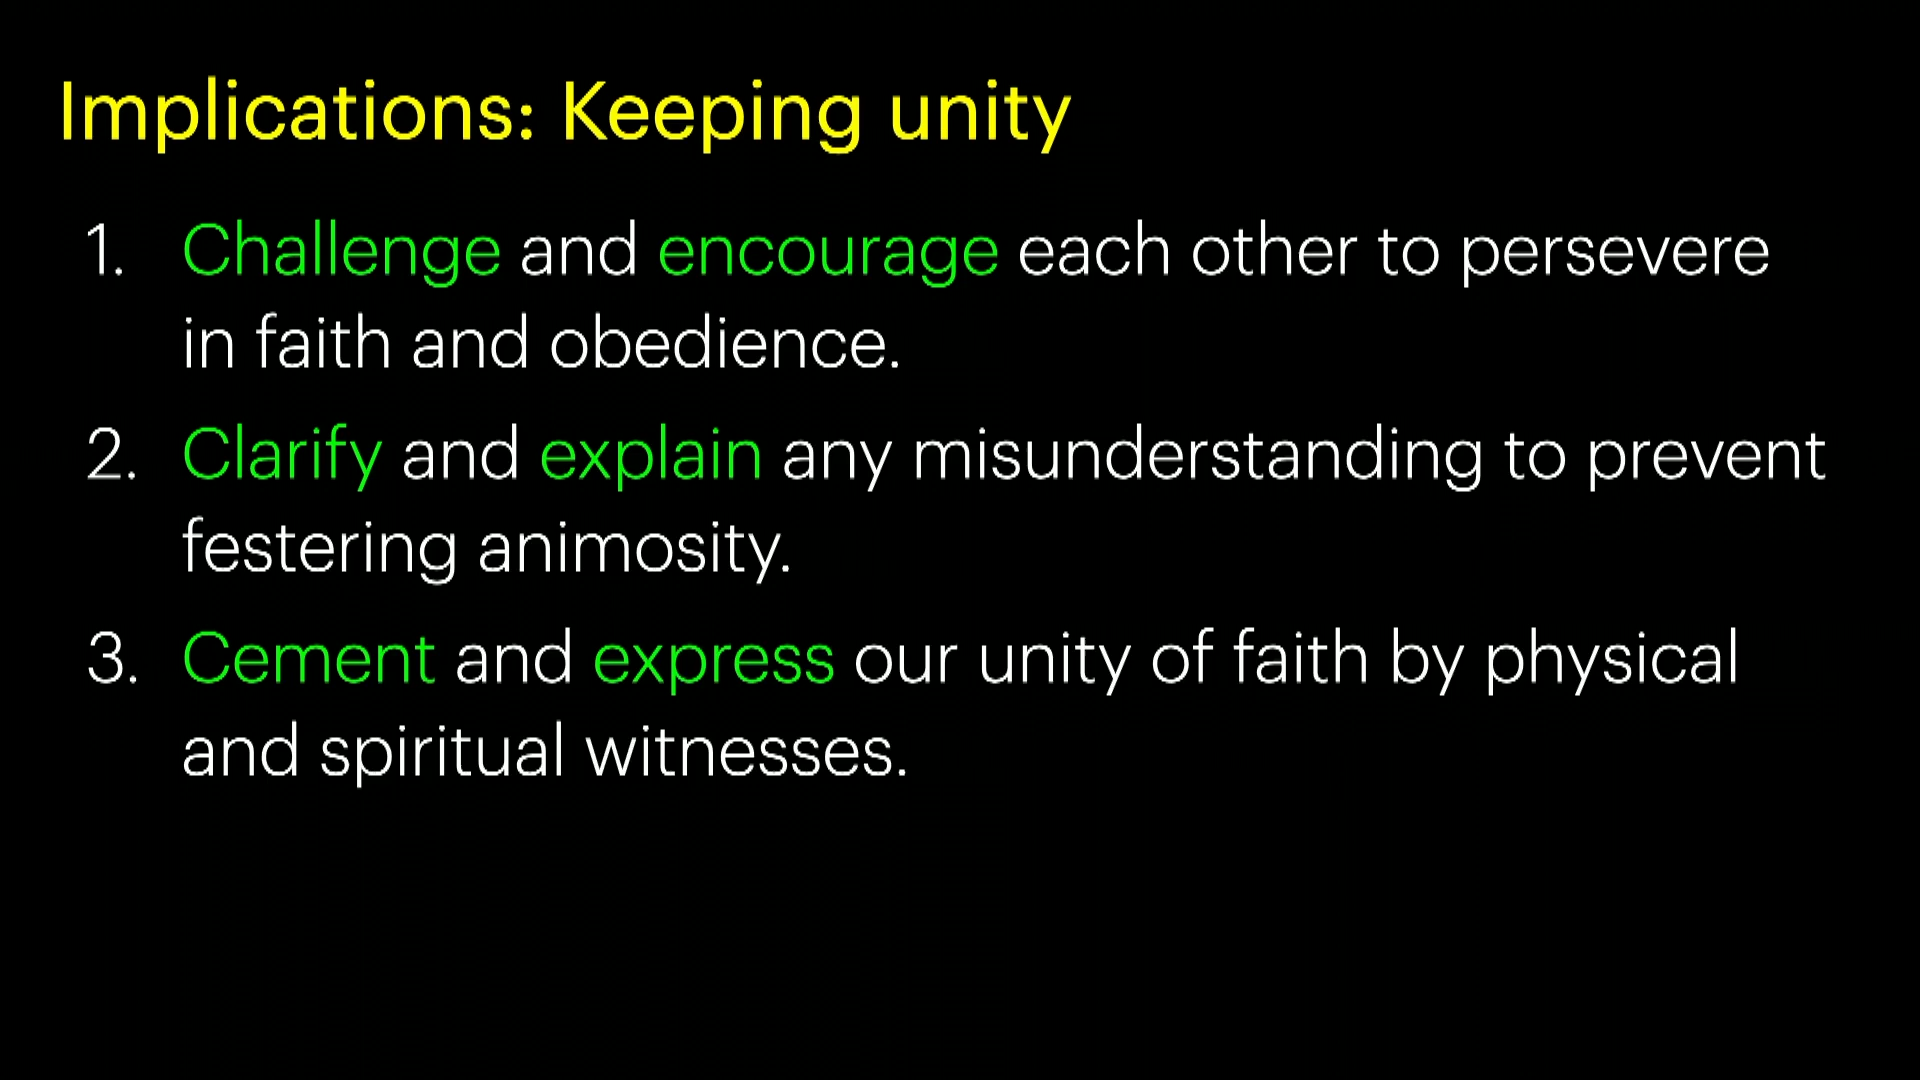 Implications: Keeping unity
1. Challenge and encourage each other to persevere
in faith and obedience.
2. Clarify and explain any misunderstanding to prevent
festering animosity.
3. Cement and express our unity of faith by physical
and spiritual witnesses.